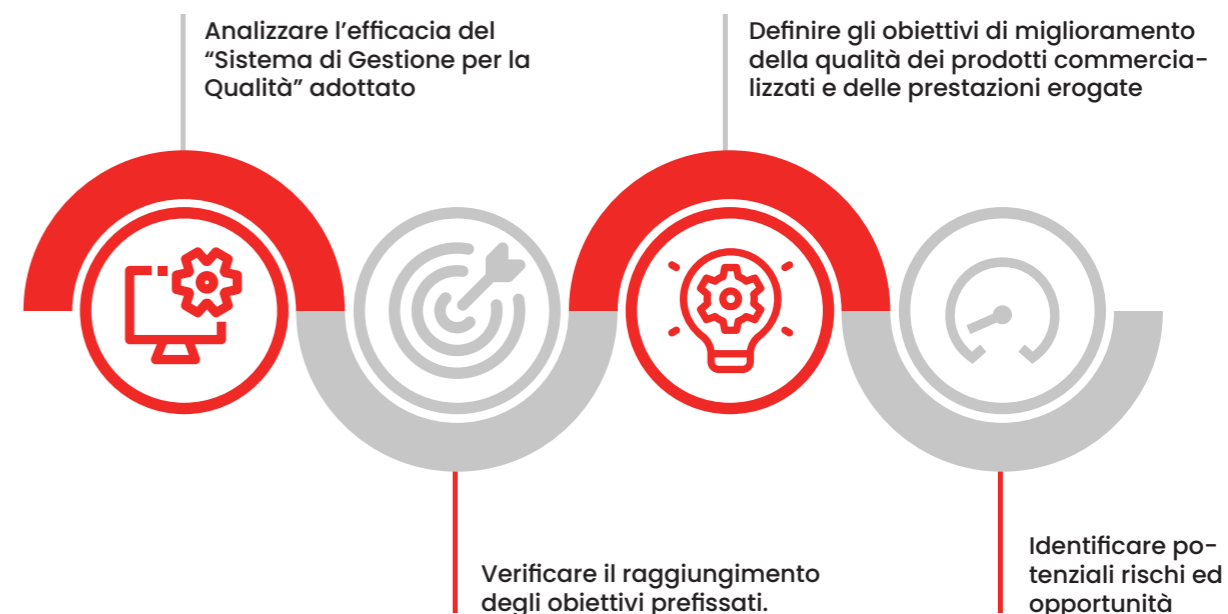 Analizzare l’efficacia del
“Sistema di Gestione per la
Qualità” adottato
Definire gli obiettivi di miglioramento
della qualità dei prodotti commercia-
lizzati e delle prestazioni erogate
Verificare il raggiungimento
degli obiettivi prefissati.
Identificare po-
tenziali rischi ed
opportunità